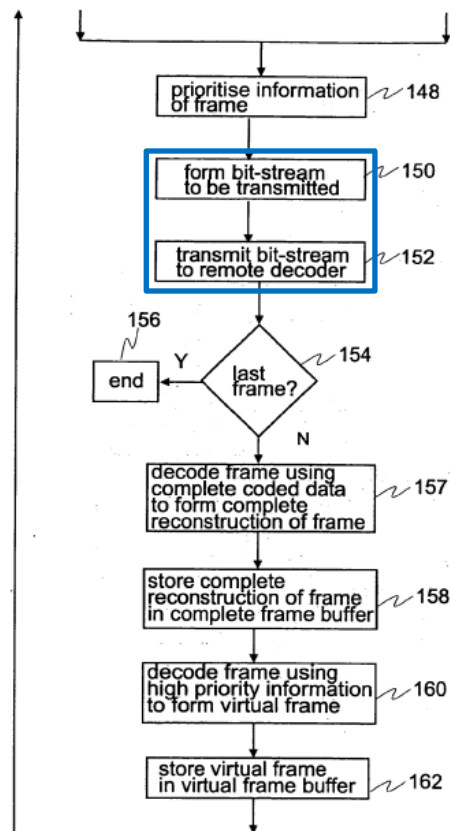 prioritise information
of frame
148
form bit-stream
to be transmitted
150
transmit bit-stream
to remote decoder
152
156
Y
154
end
last
frame?
N
decode frame using
complete coded data
to form complete
reconstruction of frame
157
store complete
reconstruction of frame
in complete frame buffer
158
decode frame using
high priority information
to form virtual frame
160
store virtual frame
in virtual frame buffer
162